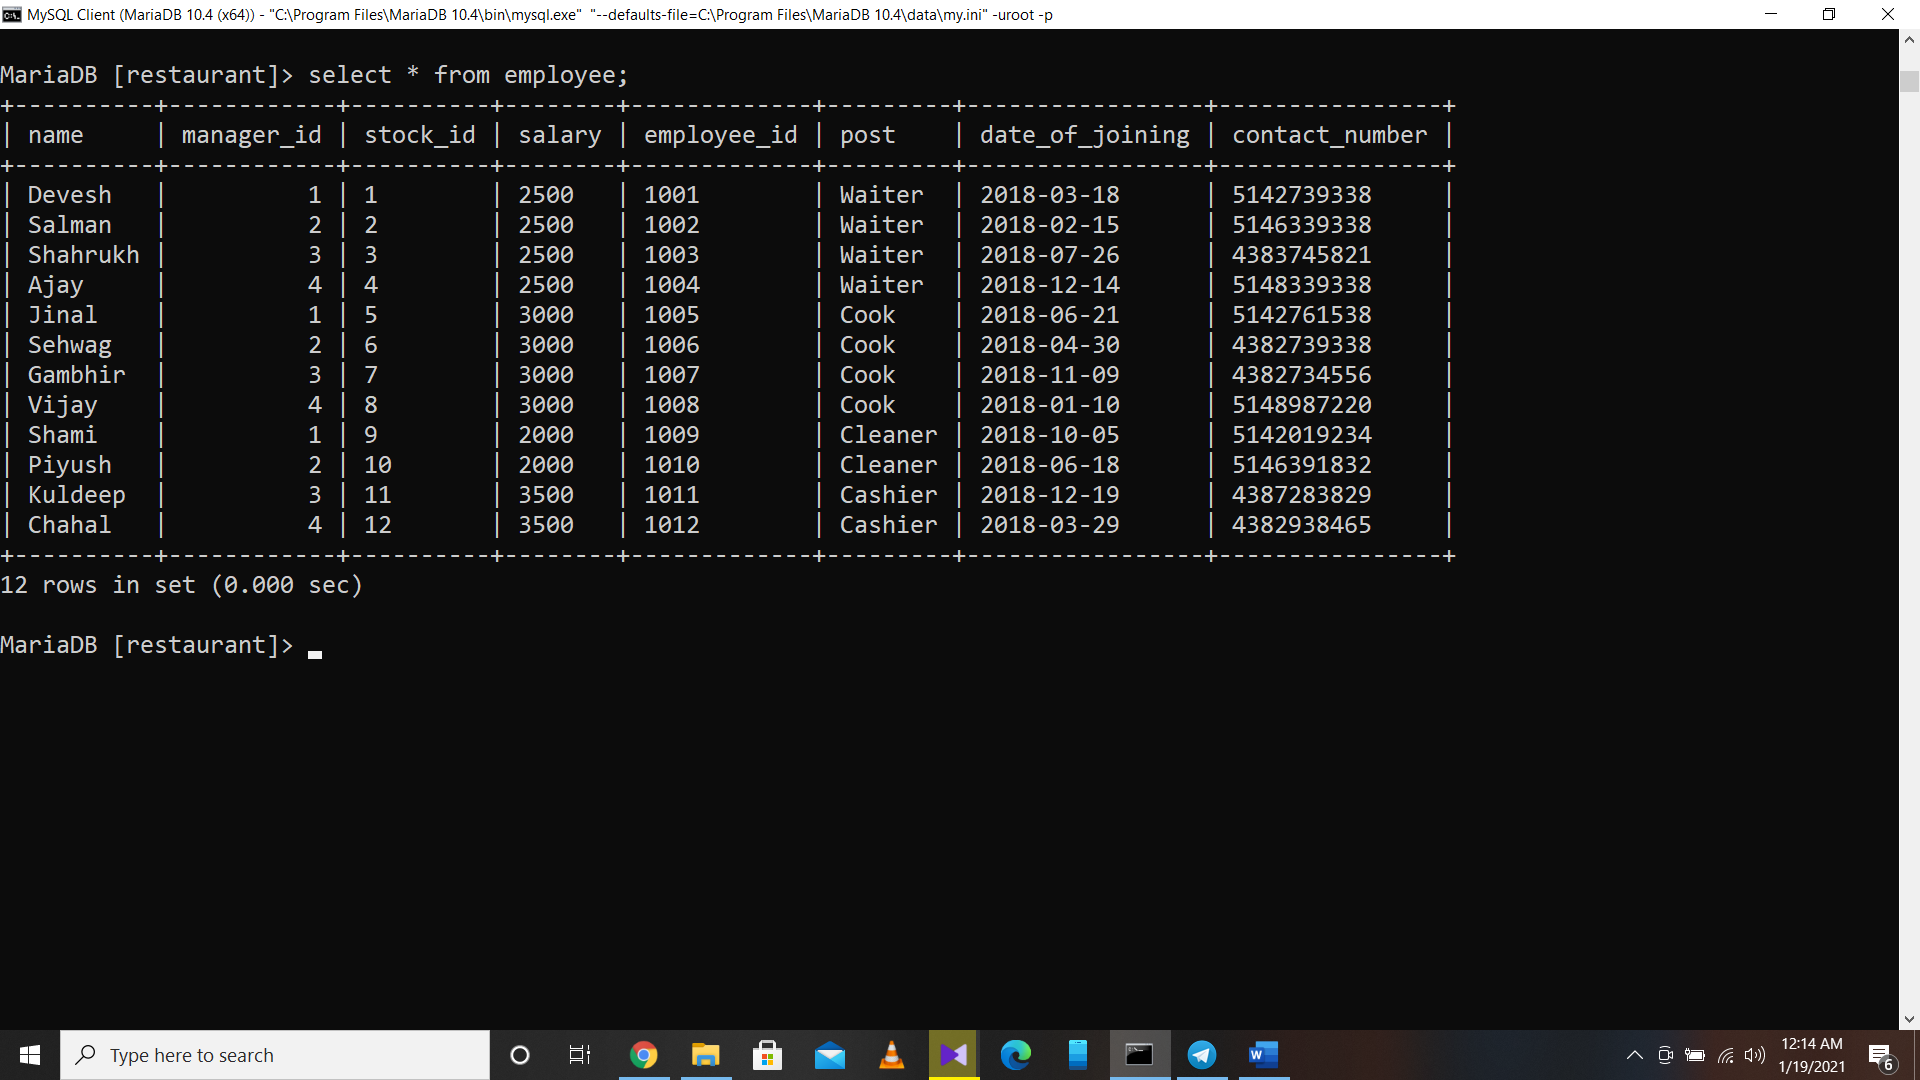 MySQL Client (MariaDB 10.4 (x64)) - "C:\Program Files\MariaDB 10.4\bin\mysql.exe"  "--defaults-file=C:\Program Files\MariaDB 10.4\data\my.ini" -uroot -p
MariaDB [restaurant]> select * from employee;
+----------+------------+----------+--------+-------------+---------+-----------------+----------------+
| name     | manager_id | stock_id | salary | employee_id | post    | date_of_joining | contact_number |
+----------+------------+----------+--------+-------------+---------+-----------------+----------------+
| Devesh   |          1 | 1        | 2500   | 1001        | Waiter  | 2018-03-18      | 5142739338     |
| Salman   |          2 | 2        | 2500   | 1002        | Waiter  | 2018-02-15      | 5146339338     |
| Shahrukh |          3 | 3        | 2500   | 1003        | Waiter  | 2018-07-26      | 4383745821     |
| Ajay     |          4 | 4        | 2500   | 1004        | Waiter  | 2018-12-14      | 5148339338     |
| Jinal    |          1 | 5        | 3000   | 1005        | Cook    | 2018-06-21      | 5142761538     |
| Sehwag   |          2 | 6        | 3000   | 1006        | Cook    | 2018-04-30      | 4382739338     |
| Gambhir  |          3 | 7        | 3000   | 1007        | Cook    | 2018-11-09      | 4382734556     |
| Vijay    |          4 | 8        | 3000   | 1008        | Cook    | 2018-01-10      | 5148987220     |
| Shami    |          1 | 9        | 2000   | 1009        | Cleaner | 2018-10-05      | 5142019234     |
| Piyush   |          2 | 10       | 2000   | 1010        | Cleaner | 2018-06-18      | 5146391832     |
| Kuldeep  |          3 | 11       | 3500   | 1011        | Cashier | 2018-12-19      | 4387283829     |
| Chahal   |          4 | 12       | 3500   | 1012        | Cashier | 2018-03-29      | 4382938465     |
+----------+------------+----------+--------+-------------+---------+-----------------+----------------+
12 rows in set (0.000 sec)
MariaDB [restaurant]> _
Type here to search
12:14 AM
1/19/2021
6